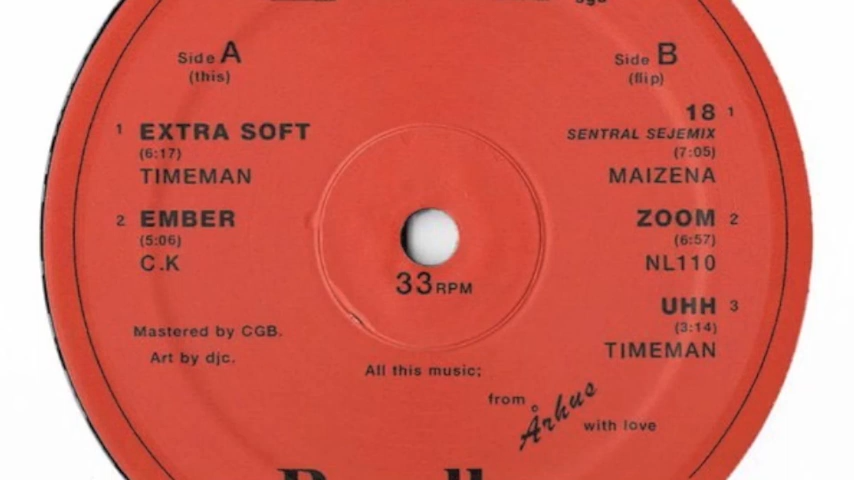 Side A
(this)
1 EXTRA SOFT
(6:17)
TIMEMAN
2 EMBER
(5:06)
C.K
Mastered by CGB.
Art by djc.
Side B
(flip)
18 1
SENTRAL SEJEMIX
(7:05)
MAIZENA
ZOOM 2
(6:57)
NL110
UHH 3
(3:14)
TIMEMAN
33 RPM
All this music;
from Århus with love